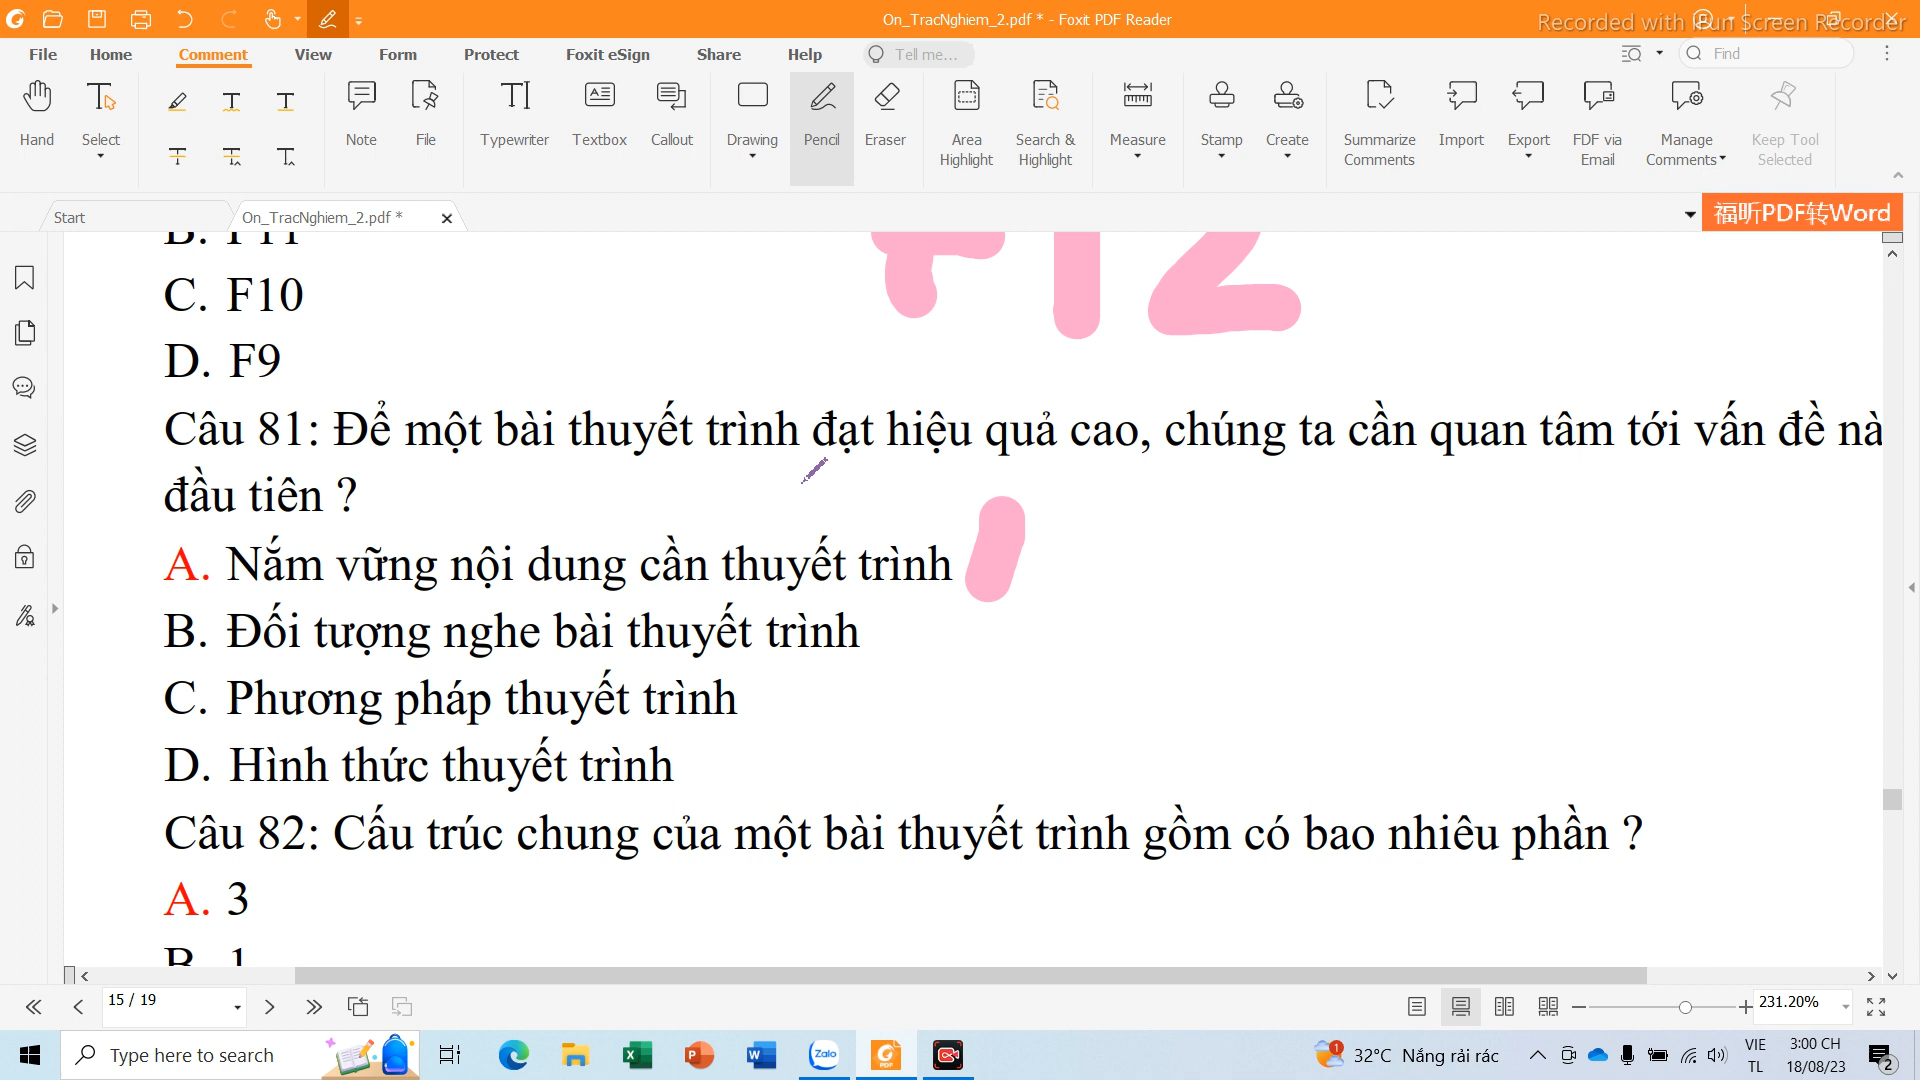 On_TracNghiem_2.pdf * - Foxit PDF Reader
Recorded with iFun Screen Recorder
File Home Comment View Form Protect Foxit eSign Share Help Tell me... Find
Hand Select Note File Typewriter Textbox Callout Drawing Pencil Eraser Area Highlight Search & Highlight Measure Stamp Create Summarize Comments Import Export FDF via Email Manage Comments Keep Tool Selected
Start On_TracNghiem_2.pdf * 福昕PDF转Word
B. F11
F12
C. F10
D. F9
Câu 81: Để một bài thuyết trình đạt hiệu quả cao, chúng ta cần quan tâm tới vấn đề nà
đầu tiên ?
A. Nắm vững nội dung cần thuyết trình
B. Đối tượng nghe bài thuyết trình
C. Phương pháp thuyết trình
D. Hình thức thuyết trình
Câu 82: Cấu trúc chung của một bài thuyết trình gồm có bao nhiêu phần ?
A. 3
B. 1
15 / 19 231.20%
Type here to search Zalo 32°C Nắng rải rác VIE 3:00 CH
TL 18/08/23 2